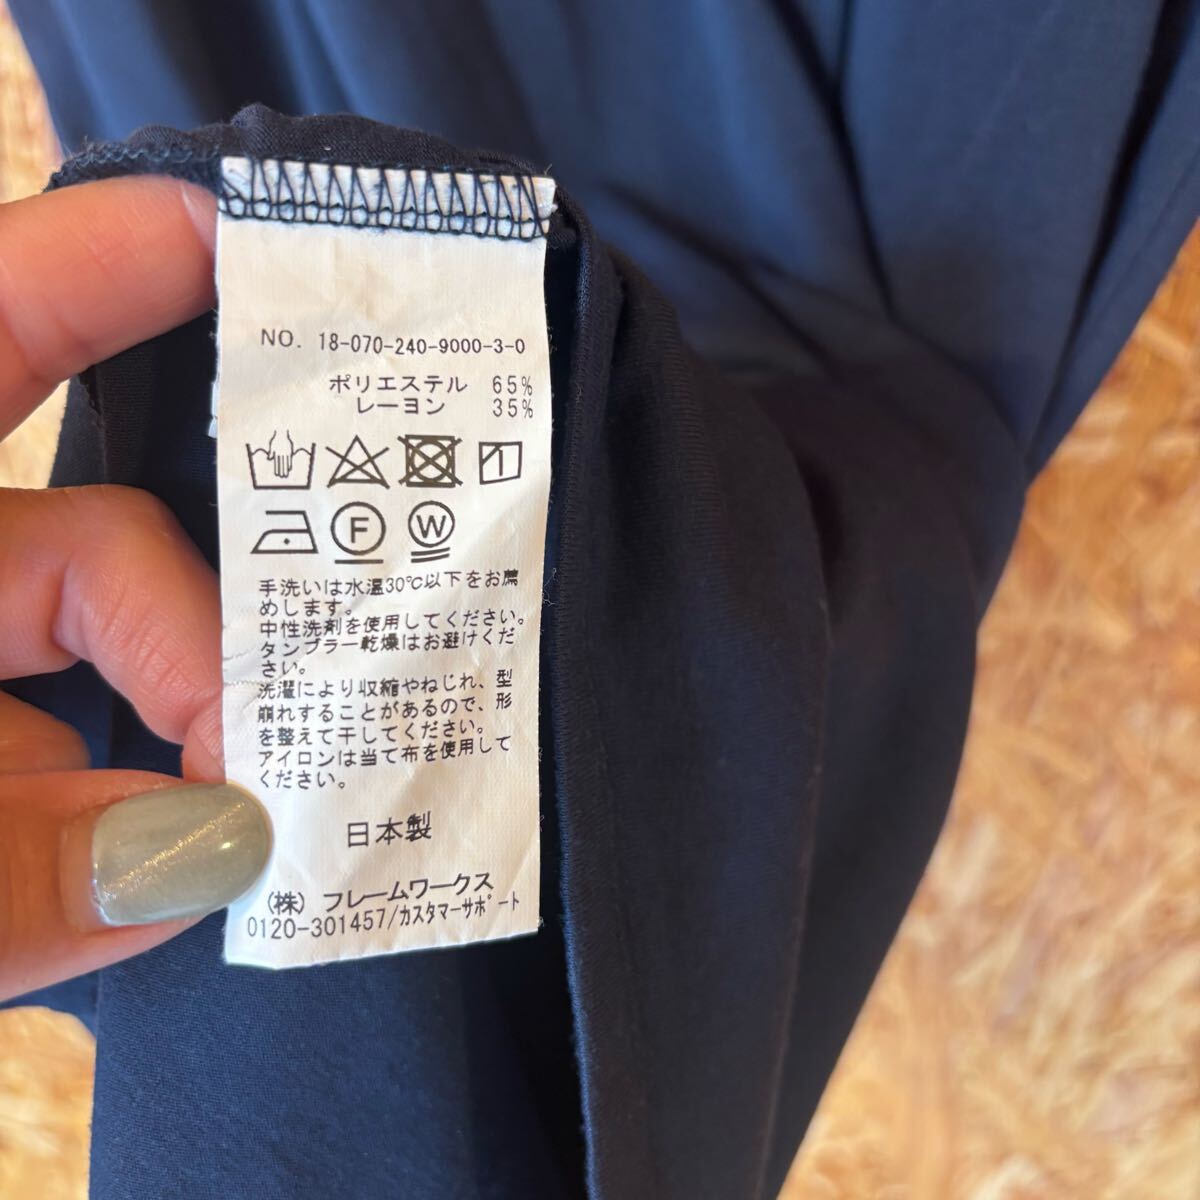 NO. 18-070-240-9000-3-0
ポリエステル 65%
レーヨン 35%
F
W
手洗いは水温30℃以下をお薦
めします。
中性洗剤を使用してください。
タンブラー乾燥はお避けくだ
さい。
洗濯により収縮やねじれ、型
崩れすることがあるので、形
を整えて干してください。
アイロンは当て布を使用して
ください。
日本製
(株) フレームワークス
0120-301457/カスタマーサポート